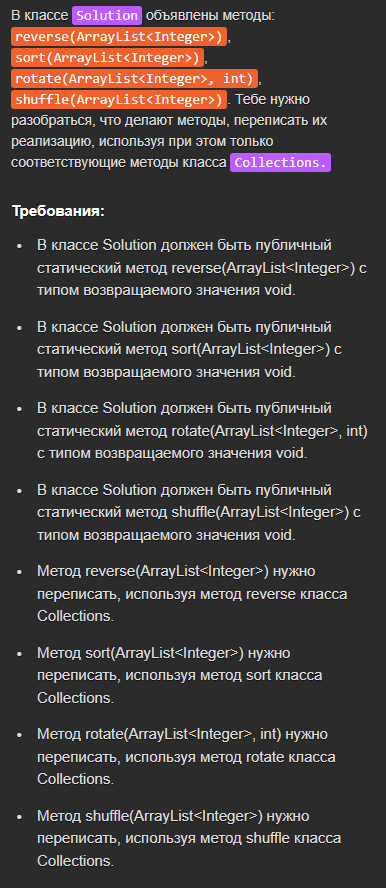 В классе Solution объявлены методы:
reverse(ArrayList<Integer>),
sort(ArrayList<Integer>),
rotate(ArrayList<Integer>, int),
shuffle(ArrayList<Integer>). Тебе нужно
разобраться, что делают методы, переписать их
реализацию, используя при этом только
соответствующие методы класса Collections.
Требования:
• В классе Solution должен быть публичный
статический метод reverse(ArrayList<Integer>) с
типом возвращаемого значения void.
• В классе Solution должен быть публичный
статический метод sort(ArrayList<Integer>) с
типом возвращаемого значения void.
• В классе Solution должен быть публичный
статический метод rotate(ArrayList<Integer>, int)
с типом возвращаемого значения void.
• В классе Solution должен быть публичный
статический метод shuffle(ArrayList<Integer>) с
типом возвращаемого значения void.
• Метод reverse(ArrayList<Integer>) нужно
переписать, используя метод reverse класса
Collections.
• Метод sort(ArrayList<Integer>) нужно
переписать, используя метод sort класса
Collections.
• Метод rotate(ArrayList<Integer>, int) нужно
переписать, используя метод rotate класса
Collections.
• Метод shuffle(ArrayList<Integer>) нужно
переписать, используя метод shuffle класса
Collections.